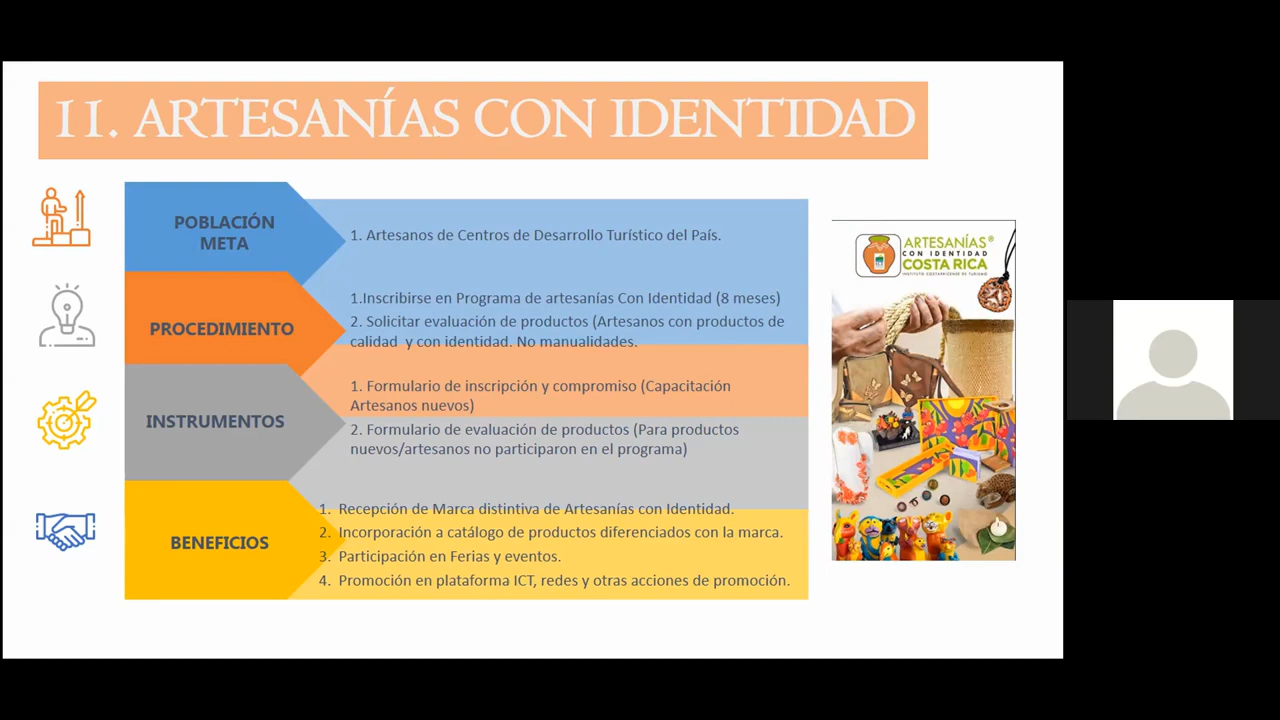 11. ARTESANÍAS CON IDENTIDAD
POBLACIÓN
META
1. Artesanos de Centros de Desarrollo Turístico del País.
PROCEDIMIENTO
1.Inscribirse en Programa de artesanías Con Identidad (8 meses)
2. Solicitar evaluación de productos (Artesanos con productos de
calidad y con identidad. No manualidades.
INSTRUMENTOS
1. Formulario de inscripción y compromiso (Capacitación
Artesanos nuevos)
2. Formulario de evaluación de productos (Para productos
nuevos/artesanos no participaron en el programa)
BENEFICIOS
1. Recepción de Marca distintiva de Artesanías con Identidad.
2. Incorporación a catálogo de productos diferenciados con la marca.
3. Participación en Ferias y eventos.
4. Promoción en plataforma ICT, redes y otras acciones de promoción.
ARTESANÍAS®
CON IDENTIDAD
COSTA RICA
INSTITUTO COSTARRICENSE DE TURISMO